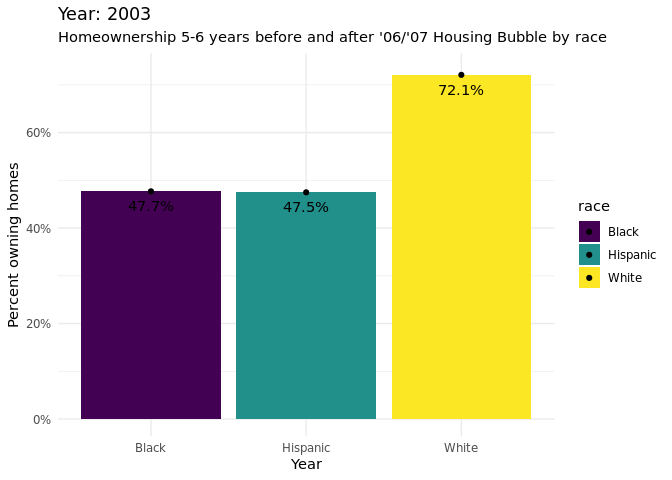 Year: 2003
Homeownership 5-6 years before and after '06/'07 Housing Bubble by race
Percent owning homes
60%
40%
20%
0%
47.7%
47.5%
72.1%
Black
Hispanic
White
Year
race
Black
Hispanic
White